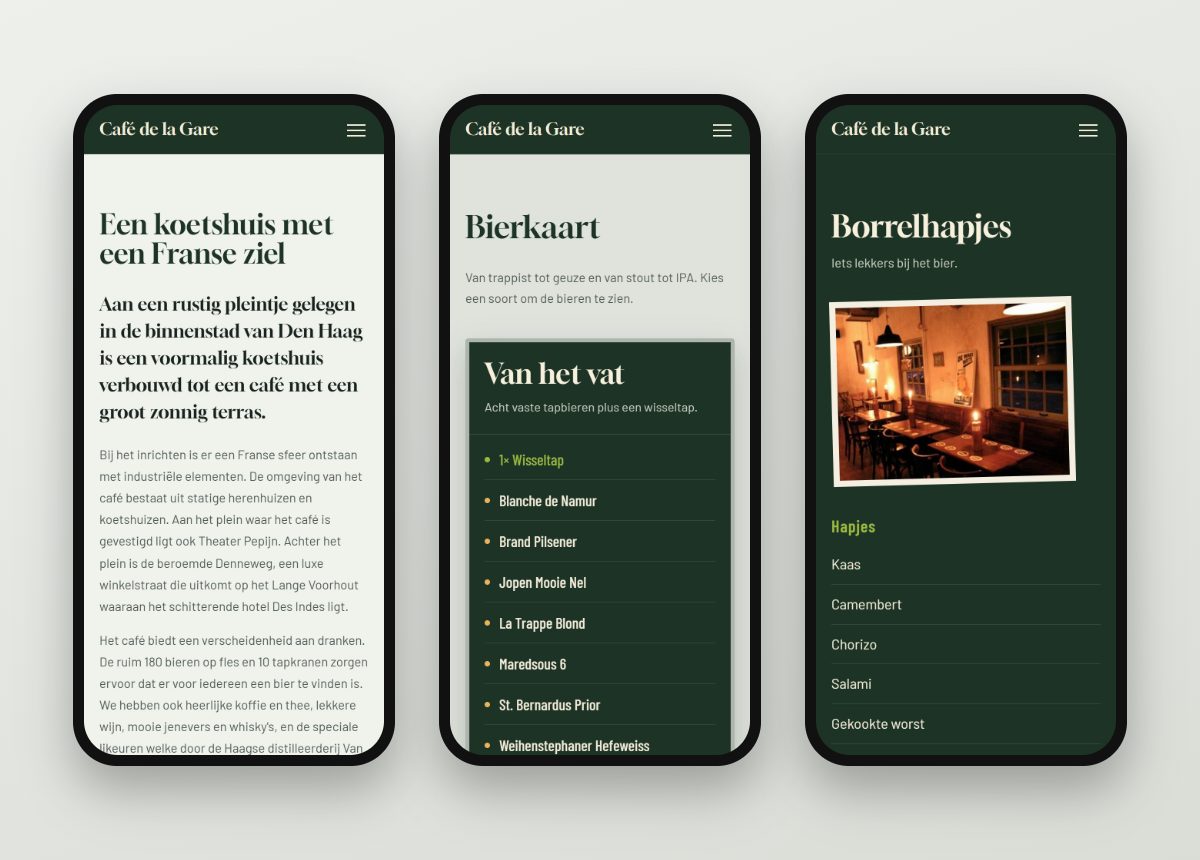 Café de la Gare
Een koetshuis met
een Franse ziel
Aan een rustig pleintje gelegen
in de binnenstad van Den Haag
is een voormalig koetshuis
verbouwd tot een café met een
groot zonnig terras.
Bij het inrichten is er een Franse sfeer ontstaan
met industriële elementen. De omgeving van het
café bestaat uit statige herenhuizen en
koetshuizen. Aan het plein waar het café is
gevestigd ligt ook Theater Pepijn. Achter het
plein is de beroemde Denneweg, een luxe
winkelstraat die uitkomt op het Lange Voorhout
waaraan het schitterende hotel Des Indes ligt.
Het café biedt een verscheidenheid aan dranken.
De ruim 180 bieren op fles en 10 tapkranen zorgen
ervoor dat er voor iedereen een bier te vinden is.
We hebben ook heerlijke koffie en thee, lekkere
wijn, mooie jenevers en whisky's, en de speciale
likeuren welke door de Haagse distilleerderij Van
Café de la Gare
Bierkaart
Van trappist tot geuze en van stout tot IPA. Kies
een soort om de bieren te zien.
Van het vat
Acht vaste tapbieren plus een wisseltap.
1× Wisseltap
Blanche de Namur
Brand Pilsener
Jopen Mooie Nel
La Trappe Blond
Maredsous 6
St. Bernardus Prior
Weihenstephaner Hefeweiss
Café de la Gare
Borrelhapjes
Iets lekkers bij het bier.
Hapjes
Kaas
Camembert
Chorizo
Salami
Gekookte worst